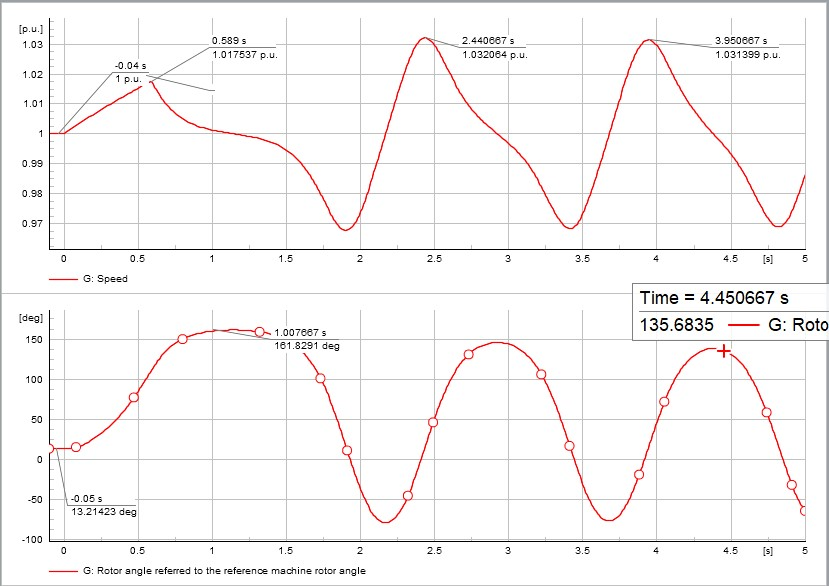 [p.u.]
1.03
1.02
1.01
1
0.99
0.98
0.97
-0.04 s
1 p.u.
0.589 s
1.017537 p.u.
2.440667 s
1.032064 p.u.
3.950667 s
1.031399 p.u.
0 0.5 1 1.5 2 2.5 3 3.5 4 4.5 [s] 5
G: Speed
Time = 4.450667 s
135.6835 G: Roto
[deg]
150
100
50
0
-50
-100
1.007667 s
161.8291 deg
-0.05 s
13.21423 deg
0 0.5 1 1.5 2 2.5 3 3.5 4 4.5 [s] 5
G: Rotor angle referred to the reference machine rotor angle